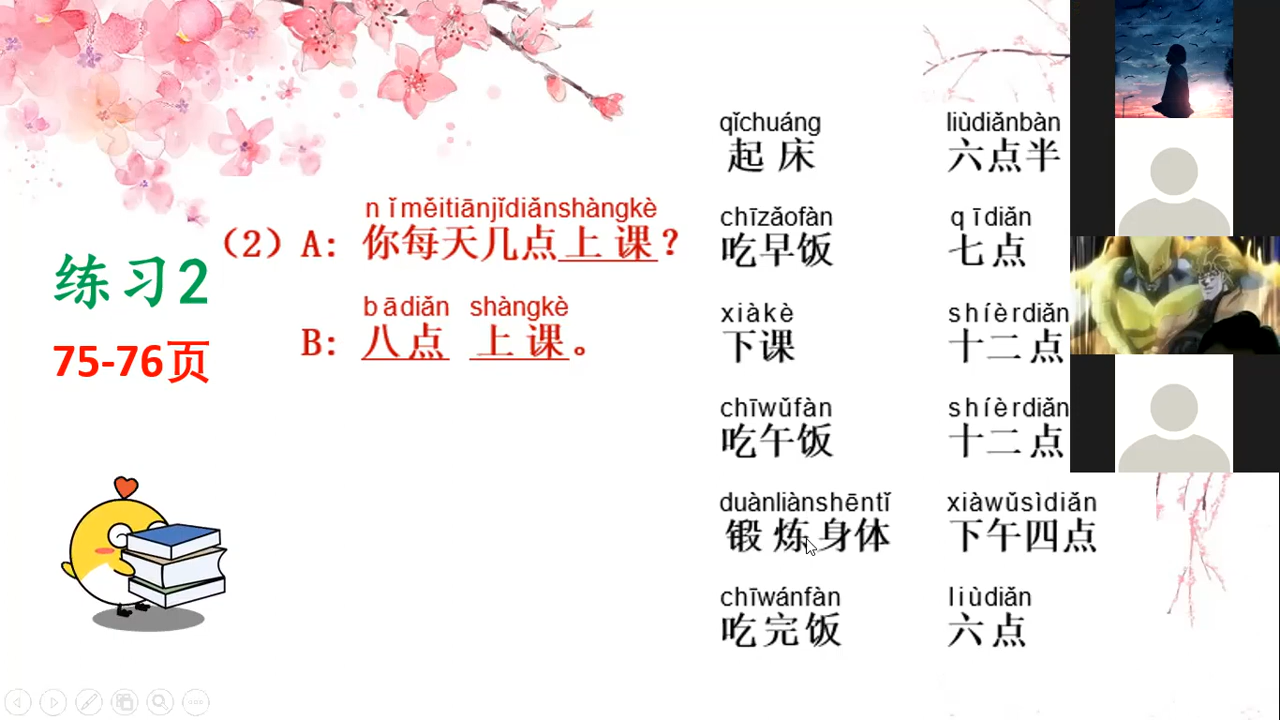 练习2
75-76页
nǐměitiānjǐdiǎnshàngkè
（2）A: 你每天几点上课？
bādiǎn shàngkè
B: 八点 上课。
qǐchuáng liùdiǎnbàn
起床 六点半
chīzǎofàn qīdiǎn
吃早饭 七点
xiàkè shíèrdiǎn
下课 十二点
chīwǔfàn shíèrdiǎn
吃午饭 十二点
duànliànshēntǐ xiàwǔsìdiǎn
锻炼身体 下午四点
chīwánfàn liùdiǎn
吃完饭 六点